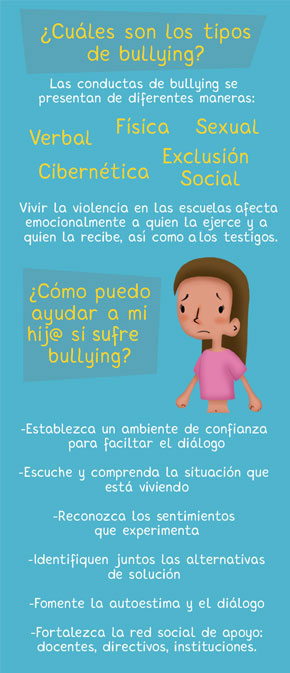 ¿Cuáles son los tipos
de bullying?
Las conductas de bullying se
presentan de diferentes maneras:
Verbal
Física
Sexual
Cibernética
Exclusión
Social
Vivir la violencia en las escuelas afecta
emocionalmente a quien la ejerce y a
quien la recibe, así como a los testigos.
¿Cómo puedo
ayudar a mi
hij@ si sufre
bullying?
-Establezca un ambiente de confianza
para faciltar el diálogo
-Escuche y comprenda la situación que
está viviendo
-Reconozca los sentimientos
que experimenta
-Identifiquen juntos las alternativas
de solución
-Fomente la autoestima y el diálogo
-Fortalezca la red social de apoyo:
docentes, directivos, instituciones.